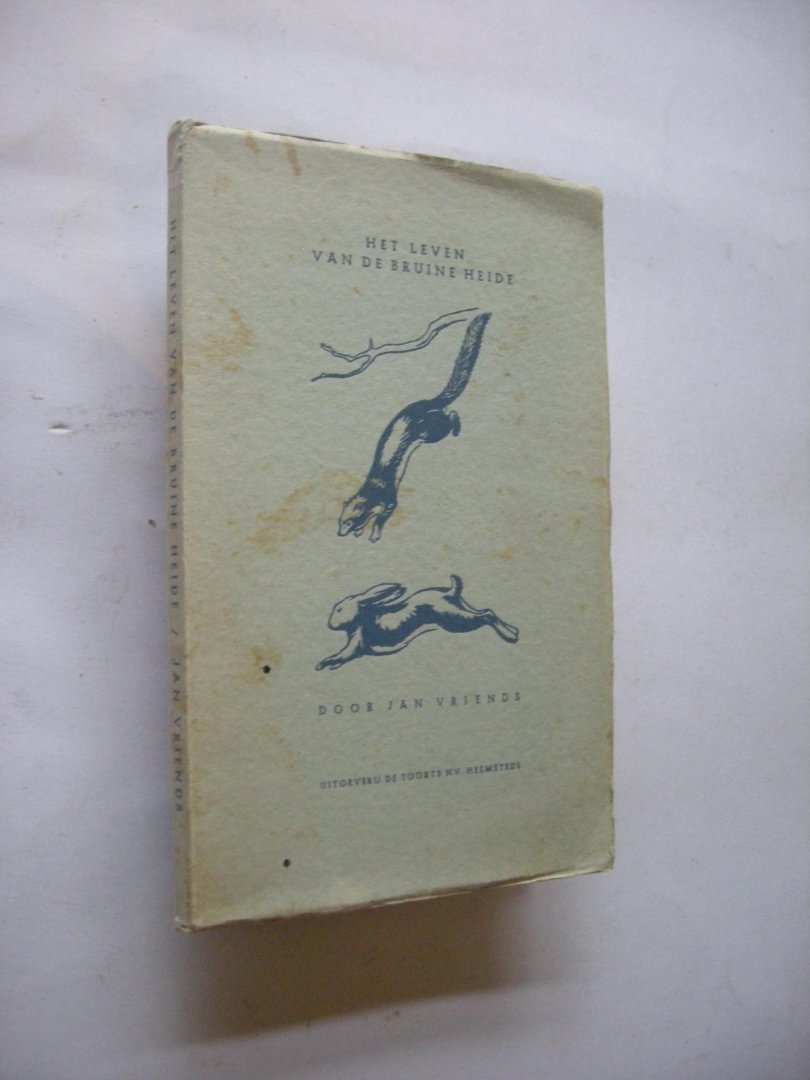 HET LEVEN
VAN DE BRUINE HEIDE
DOOR JAN VRIENDS
UITGEVERIJ DE TOORTS N.V. HEEMSTEDE
HET LEVEN VAN DE BRUINE HEIDE / JAN VRIENDS